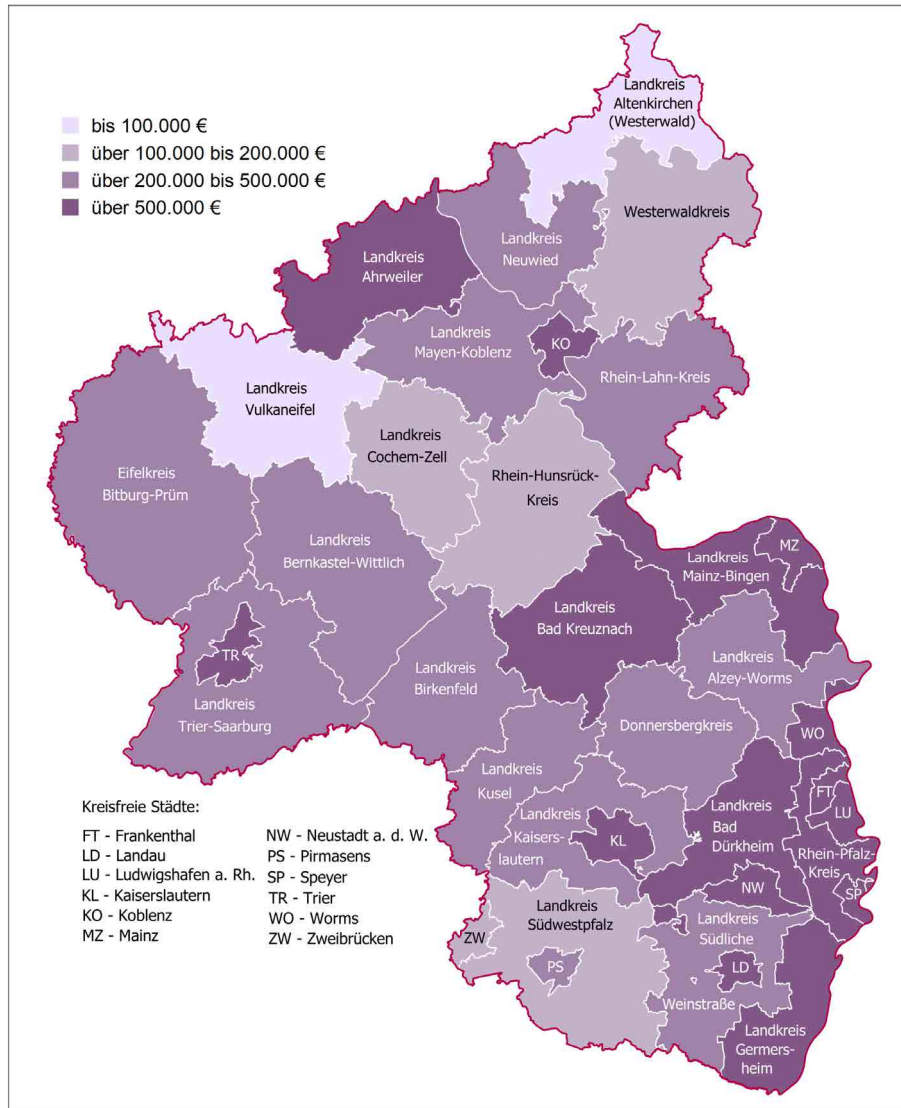 bis 100.000 €
über 100.000 bis 200.000 €
über 200.000 bis 500.000 €
über 500.000 €
Landkreis
Altenkirchen
(Westerwald)
Westerwaldkreis
Landkreis
Neuwied
Landkreis
Ahrweiler
Landkreis
Mayen-Koblenz
KO
Rhein-Lahn-Kreis
Landkreis
Vulkaneifel
Landkreis
Cochem-Zell
Rhein-Hunsrück-
Kreis
Eifelkreis
Bitburg-Prüm
Landkreis
Bernkastel-Wittlich
Landkreis
Mainz-Bingen
MZ
Landkreis
Bad Kreuznach
TR
Landkreis
Trier-Saarburg
Landkreis
Birkenfeld
Landkreis
Alzey-Worms
Donnersbergkreis
WO
Landkreis
Kusel
Landkreis
Kaisers-
lautern
KL
Landkreis
Bad
Dürkheim
FT
LU
Rhein-Pfalz-
Kreis
SP
NW
Landkreis
Südwestpfalz
ZW
PS
Landkreis
Südliche
LD
Weinstraße
Landkreis
Germers-
heim
Kreisfreie Städte:
FT - Frankenthal
LD - Landau
LU - Ludwigshafen a. Rh.
KL - Kaiserslautern
KO - Koblenz
MZ - Mainz
NW - Neustadt a. d. W.
PS - Pirmasens
SP - Speyer
TR - Trier
WO - Worms
ZW - Zweibrücken